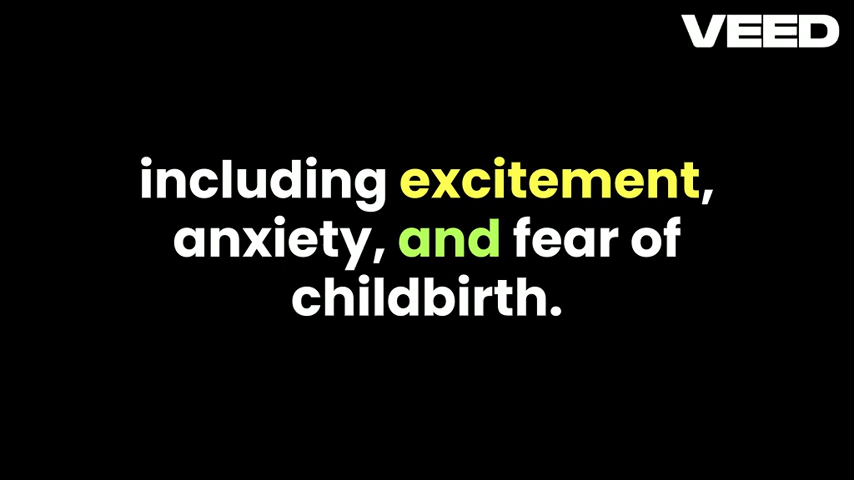 VEED
including excitement,
anxiety, and fear of
childbirth.